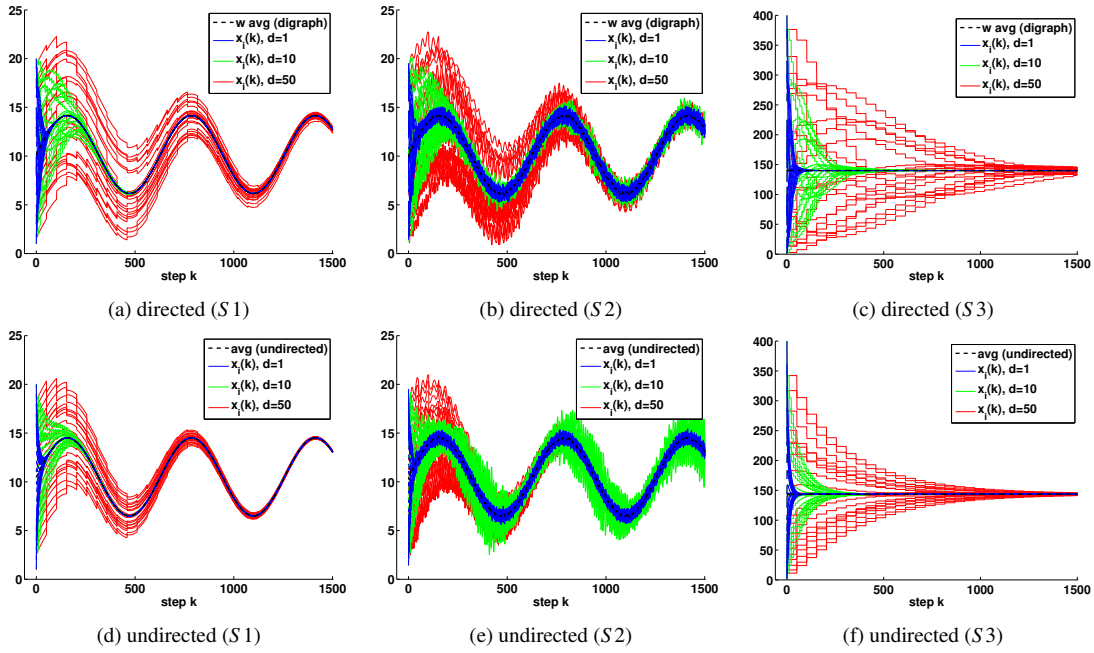 25
20
15
10
5
0
0 500 1000 1500
step k
w avg (digraph)
x_i(k), d=1
x_i(k), d=10
x_i(k), d=50
(a) directed (S1)
25
20
15
10
5
0
0 500 1000 1500
step k
w avg (digraph)
x_i(k), d=1
x_i(k), d=10
x_i(k), d=50
(b) directed (S2)
400
350
300
250
200
150
100
50
0
0 500 1000 1500
step k
w avg (digraph)
x_i(k), d=1
x_i(k), d=10
x_i(k), d=50
(c) directed (S3)
25
20
15
10
5
0
0 500 1000 1500
step k
avg (undirected)
x_i(k), d=1
x_i(k), d=10
x_i(k), d=50
(d) undirected (S1)
25
20
15
10
5
0
0 500 1000 1500
step k
avg (undirected)
x_i(k), d=1
x_i(k), d=10
x_i(k), d=50
(e) undirected (S2)
400
350
300
250
200
150
100
50
0
0 500 1000 1500
step k
avg (undirected)
x_i(k), d=1
x_i(k), d=10
x_i(k), d=50
(f) undirected (S3)